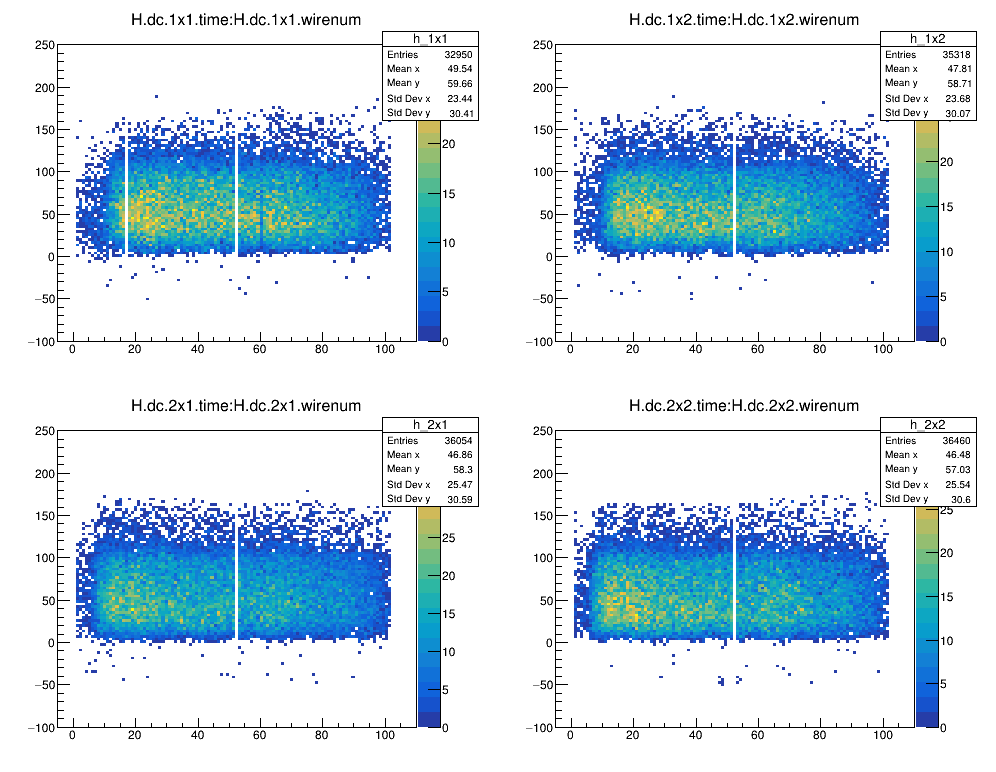 H.dc.1x1.time:H.dc.1x1.wirenum
h_1x1
Entries 32950
Mean x 49.54
Mean y 59.66
Std Dev x 23.44
Std Dev y 30.41
250
200
150
100
50
0
−50
−100
0 20 40 60 80 100
20
15
10
5
0
H.dc.1x2.time:H.dc.1x2.wirenum
h_1x2
Entries 35318
Mean x 47.81
Mean y 58.71
Std Dev x 23.68
Std Dev y 30.07
250
200
150
100
50
0
−50
−100
0 20 40 60 80 100
20
15
10
5
0
H.dc.2x1.time:H.dc.2x1.wirenum
h_2x1
Entries 36054
Mean x 46.86
Mean y 58.3
Std Dev x 25.47
Std Dev y 30.59
250
200
150
100
50
0
−50
−100
0 20 40 60 80 100
25
20
15
10
5
0
H.dc.2x2.time:H.dc.2x2.wirenum
h_2x2
Entries 36460
Mean x 46.48
Mean y 57.03
Std Dev x 25.54
Std Dev y 30.6
250
200
150
100
50
0
−50
−100
0 20 40 60 80 100
25
20
15
10
5
0